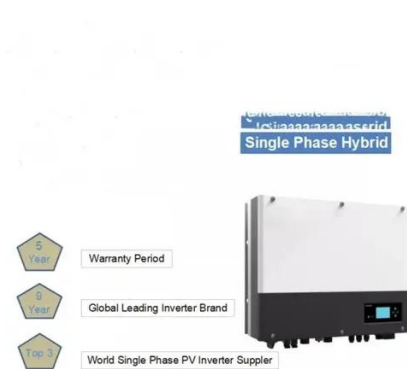 Single Phase Hybrid
5
Year
Warranty Period
9
Year
Global Leading Inverter Brand
Top 3
World Single Phase PV Inverter Suppler